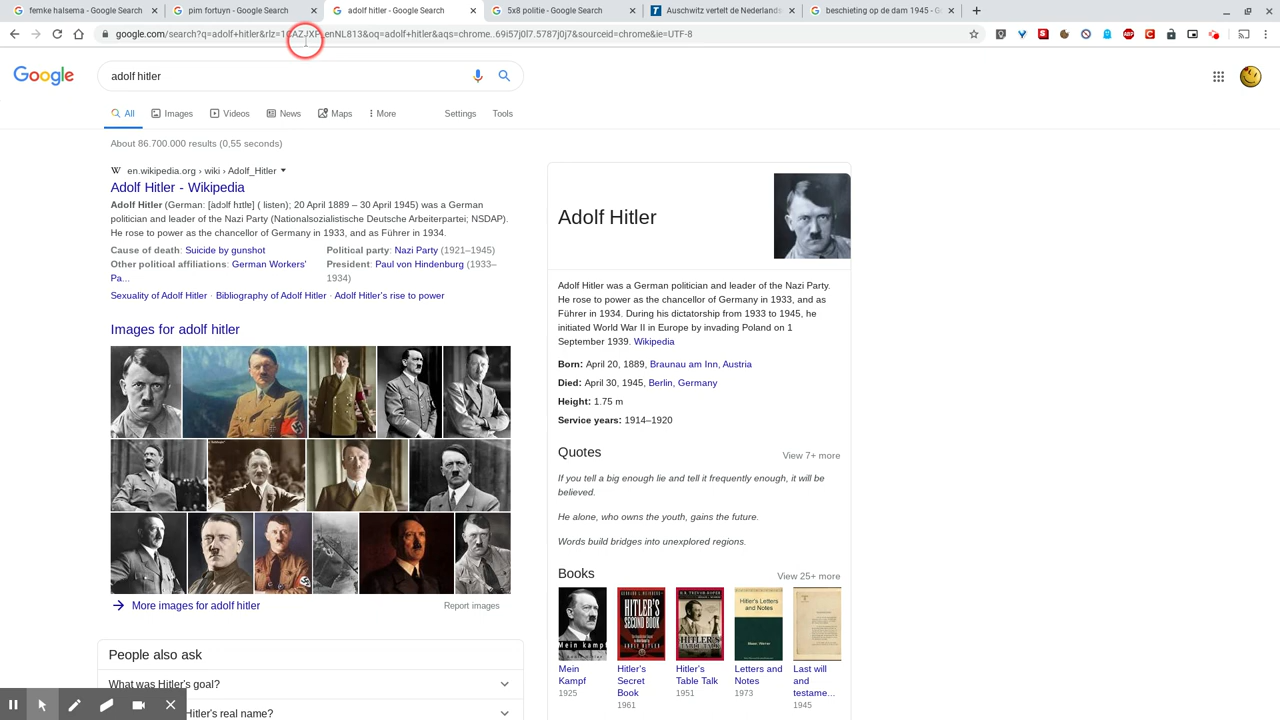 femke halsema - Google Search
pim fortuyn - Google Search
adolf hitler - Google Search
5x8 politie - Google Search
Auschwitz vertelt de Nederlands
beschieting op de dam 1945 - G
google.com/search?q=adolf+hitler&rlz=1CAZJXP_enNL813&oq=adolf+hitler&aqs=chrome..69i57j0l7.5787j0j7&sourceid=chrome&ie=UTF-8
Google
adolf hitler
All
Images
Videos
News
Maps
More
Settings
Tools
About 86.700.000 results (0,55 seconds)
W en.wikipedia.org › wiki › Adolf_Hitler
Adolf Hitler - Wikipedia
Adolf Hitler (German: [ˈadɔlf ˈhɪtlɐ] ( listen); 20 April 1889 – 30 April 1945) was a German
politician and leader of the Nazi Party (Nationalsozialistische Deutsche Arbeiterpartei; NSDAP).
He rose to power as the chancellor of Germany in 1933, and as Führer in 1934.
Cause of death: Suicide by gunshot
Political party: Nazi Party (1921–1945)
Other political affiliations: German Workers'
Pa...
President: Paul von Hindenburg (1933–
1934)
Sexuality of Adolf Hitler · Bibliography of Adolf Hitler · Adolf Hitler's rise to power
Images for adolf hitler
More images for adolf hitler
Report images
People also ask
What was Hitler's goal?
Hitler's real name?
Adolf Hitler
Adolf Hitler was a German politician and leader of the Nazi Party.
He rose to power as the chancellor of Germany in 1933, and as
Führer in 1934. During his dictatorship from 1933 to 1945, he
initiated World War II in Europe by invading Poland on 1
September 1939. Wikipedia
Born: April 20, 1889, Braunau am Inn, Austria
Died: April 30, 1945, Berlin, Germany
Height: 1.75 m
Service years: 1914–1920
Quotes
View 7+ more
If you tell a big enough lie and tell it frequently enough, it will be
believed.
He alone, who owns the youth, gains the future.
Words build bridges into unexplored regions.
Books
View 25+ more
Mein Kampf
HITLER'S
SECOND
BOOK
HITLER'S
TABLE TALK
Hitler's
Letters
and
Notes
Mein
Kampf
1925
Hitler's
Secret
Book
1961
Hitler's
Table Talk
1951
Letters and
Notes
1973
Last will
and
testame...
1945